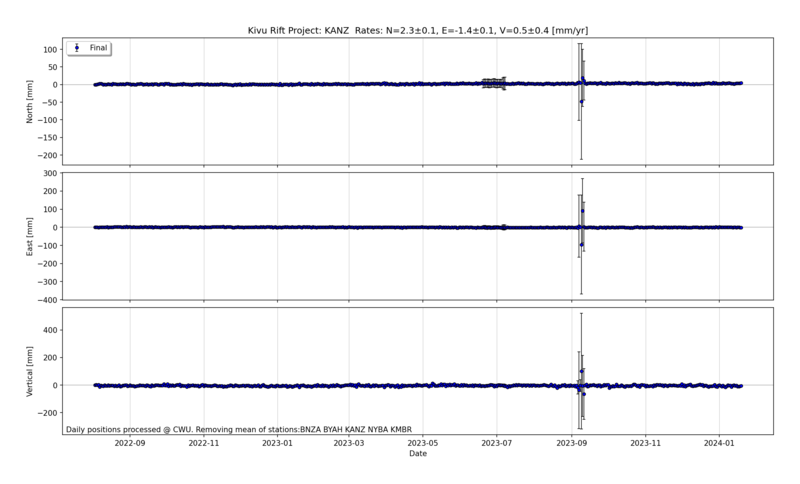 Kivu Rift Project: KANZ  Rates: N=2.3±0.1, E=-1.4±0.1, V=0.5±0.4 [mm/yr]
Final
North [mm]
100
50
0
−50
−100
−150
−200
East [mm]
300
200
100
0
−100
−200
−300
−400
Vertical [mm]
400
200
0
−200
Daily positions processed @ CWU. Removing mean of stations:BNZA BYAH KANZ NYBA KMBR
2022-09 2022-11 2023-01 2023-03 2023-05 2023-07 2023-09 2023-11 2024-01
Date